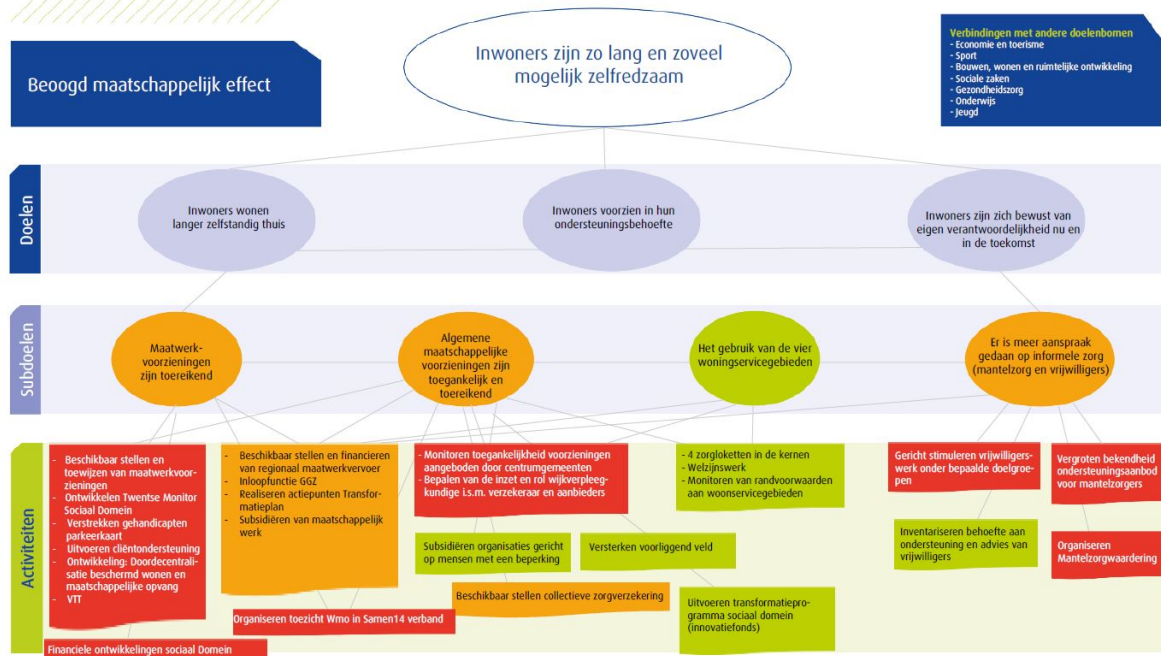 Beoogd maatschappelijk effect
Inwoners zijn zo lang en zoveel
mogelijk zelfredzaam
Verbindingen met andere doelenbomen
- Economie en toerisme
- Sport
- Bouwen, wonen en ruimtelijke ontwikkeling
- Sociale zaken
- Gezondheidszorg
- Onderwijs
- Jeugd
Doelen
Inwoners wonen
langer zelfstandig thuis
Inwoners voorzien in hun
ondersteuningsbehoefte
Inwoners zijn zich bewust van
eigen verantwoordelijkheid nu en
in de toekomst
Subdoelen
Maatwerk-
voorzieningen
zijn toereikend
Algemene
maatschappelijke
voorzieningen zijn
toegankelijk en
toereikend
Het gebruik van de vier
woningservicegebieden
Er is meer aanspraak
gedaan op informele zorg
(mantelzorg en vrijwilligers)
Activiteiten
- Beschikbaar stellen en
toewijzen van maatwerkvoor-
zieningen
- Ontwikkelen Twentse Monitor
Sociaal Domein
- Verstrekken gehandicapten
parkeerkaart
- Uitvoeren cliëntondersteuning
- Ontwikkeling: Doordecentrali-
satie beschermd wonen en
maatschappelijke opvang
- VTT
Financiele ontwikkelingen sociaal Domein
- Beschikbaar stellen en financieren
van regionaal maatwerkvervoer
- Inloopfunctie GGZ
- Realiseren actiepunten Transfor-
matieplan
- Subsidiëren van maatschappelijk
werk
Organiseren toezicht Wmo in Samen14 verband
- Monitoren toegankelijkheid voorzieningen
aangeboden door centrumgemeenten
- Bepalen van de inzet en rol wijkverpleeg-
kundige i.s.m. verzekeraar en aanbieders
Subsidiëren organisaties gericht
op mensen met een beperking
Beschikbaar stellen collectieve zorgverzekering
Versterken voorliggend veld
- 4 zorgloketten in de kernen
- Welzijnswerk
- Monitoren van randvoorwaarden
aan woonservicegebieden
Uitvoeren transformatiepro-
gramma sociaal domein
(innovatiefonds)
Gericht stimuleren vrijwilligers-
werk onder bepaalde doelgroe-
pen
Inventariseren behoefte aan
ondersteuning en advies van
vrijwilligers
Vergroten bekendheid
ondersteuningsaanbod
voor mantelzorgers
Organiseren
Mantelzorgwaardering